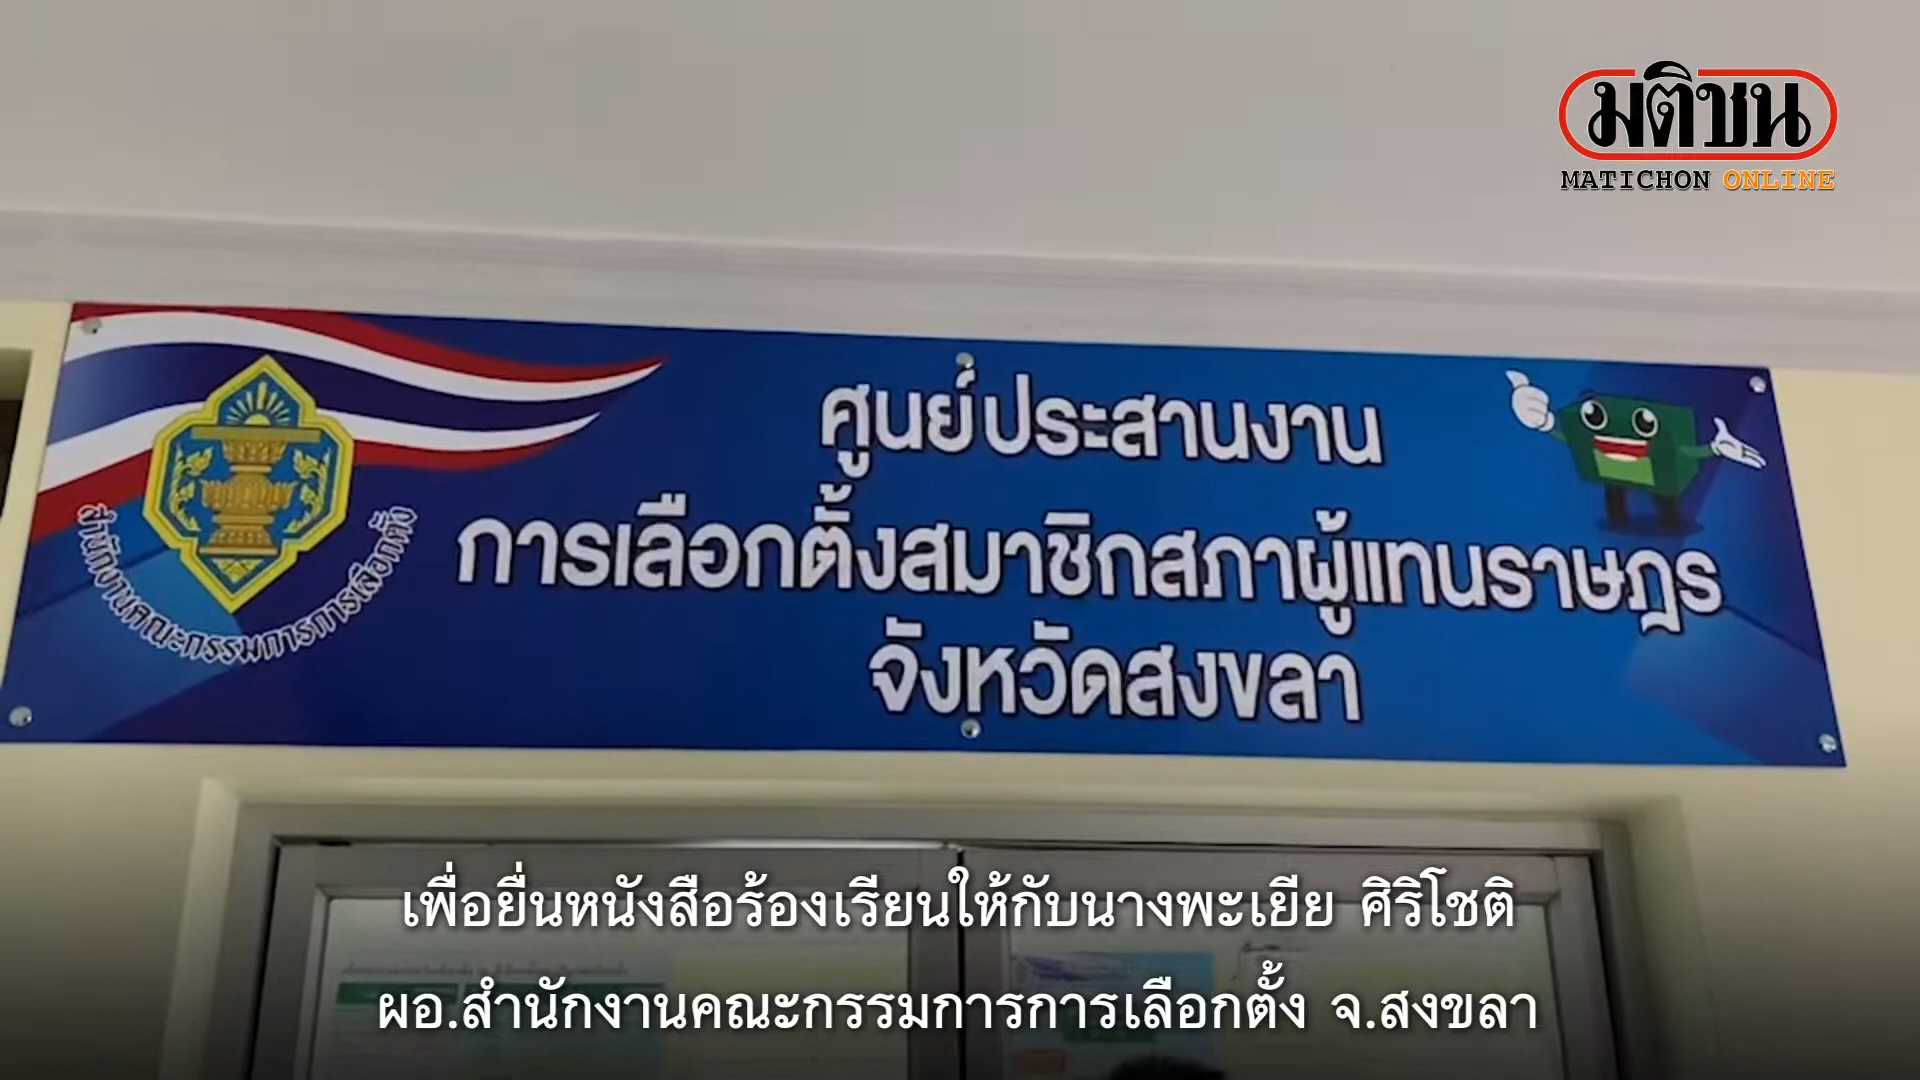 มติชน
MATICHON ONLINE
ศูนย์ประสานงาน
การเลือกตั้งสมาชิกสภาผู้แทนราษฎร
จังหวัดสงขลา
สำนักงานคณะกรรมการการเลือกตั้ง
เพื่อยื่นหนังสือร้องเรียนให้กับนางพะเยีย ศิริโชติ
ผอ.สำนักงานคณะกรรมการการเลือกตั้ง จ.สงขลา